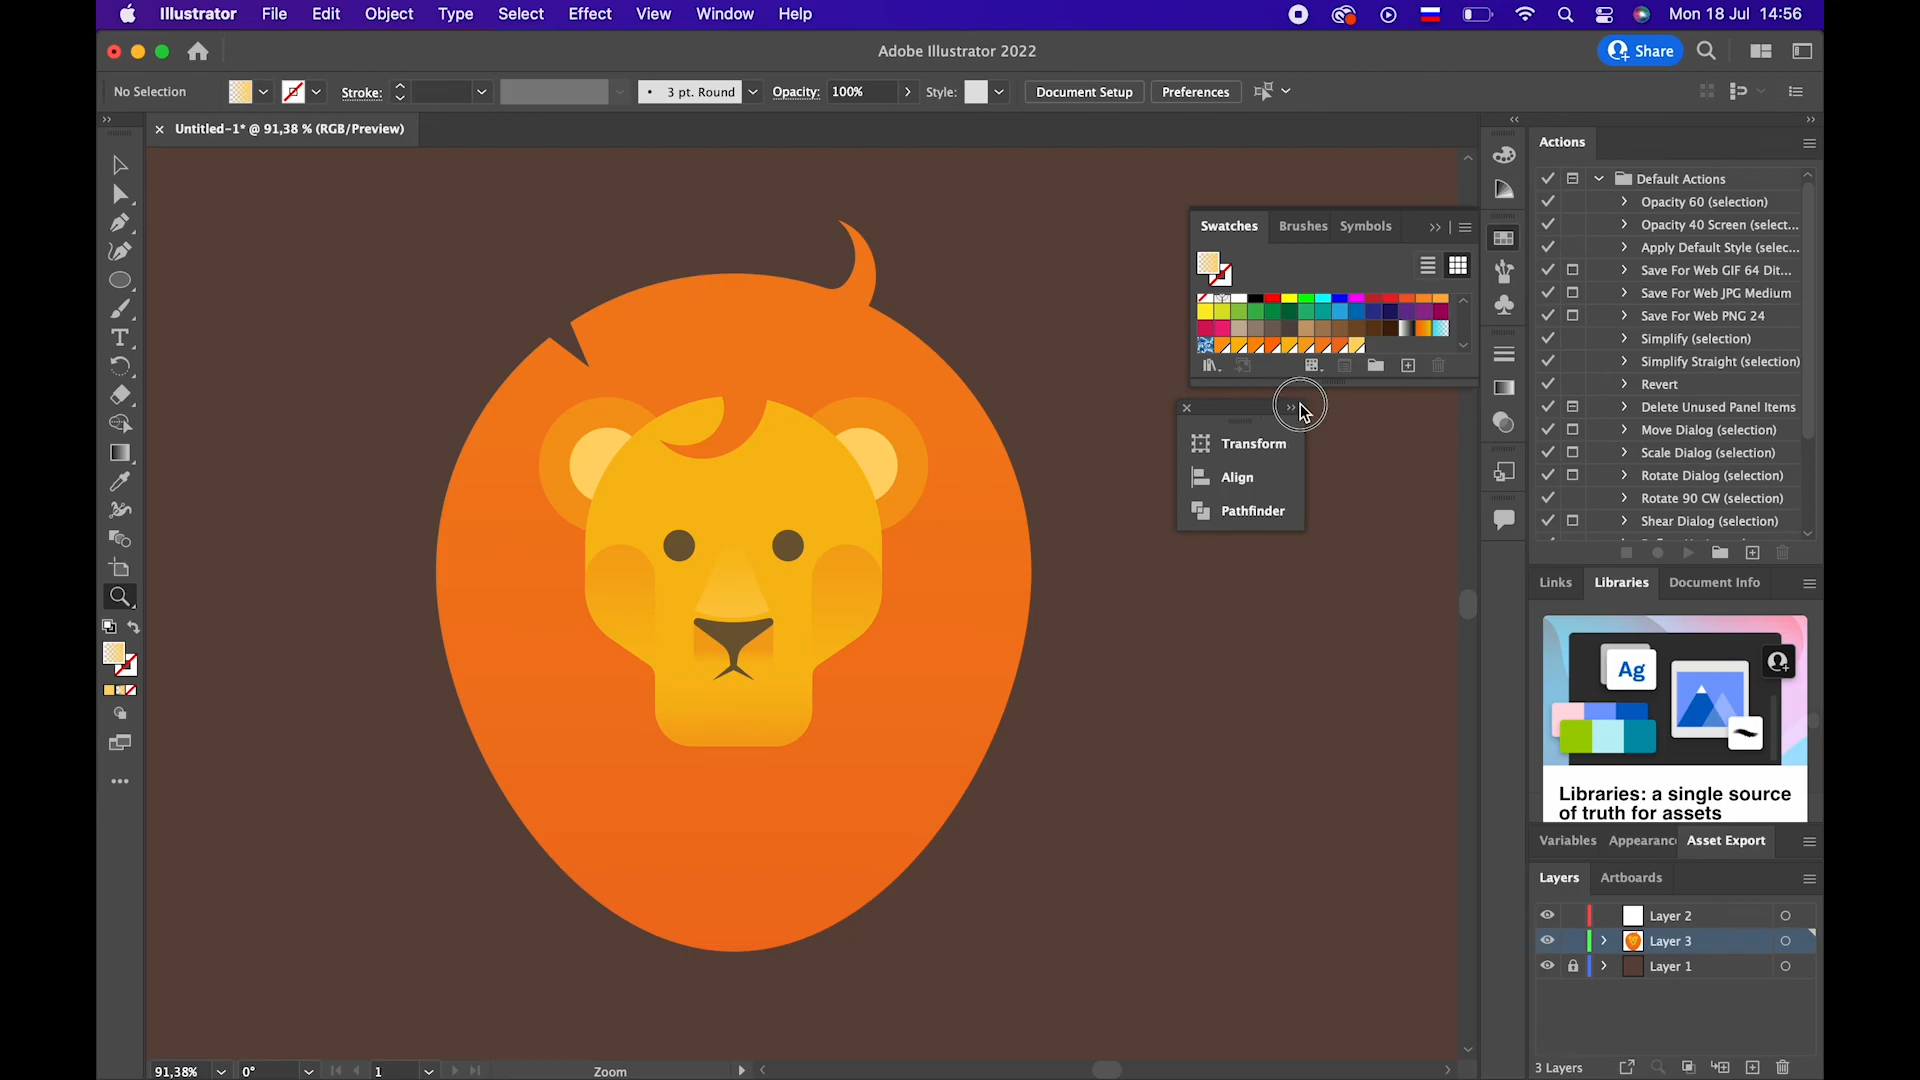 Illustrator File Edit Object Type Select Effect View Window Help Mon 18 Jul 14:56
Adobe Illustrator 2022 Share
No Selection Stroke: 3 pt. Round Opacity: 100% Style: Document Setup Preferences
Untitled-1* @ 91,38 % (RGB/Preview)
Swatches Brushes Symbols
Transform
Align
Pathfinder
Actions
Default Actions
Opacity 60 (selection)
Opacity 40 Screen (select...
Apply Default Style (selec...
Save For Web GIF 64 Dit...
Save For Web JPG Medium
Save For Web PNG 24
Simplify (selection)
Simplify Straight (selection)
Revert
Delete Unused Panel Items
Move Dialog (selection)
Scale Dialog (selection)
Rotate Dialog (selection)
Rotate 90 CW (selection)
Shear Dialog (selection)
Links Libraries Document Info
Ag
Libraries: a single source
of truth for assets
Variables Appearanc Asset Export
Layers Artboards
Layer 2
Layer 3
Layer 1
3 Layers
91,38% 0° 1 Zoom